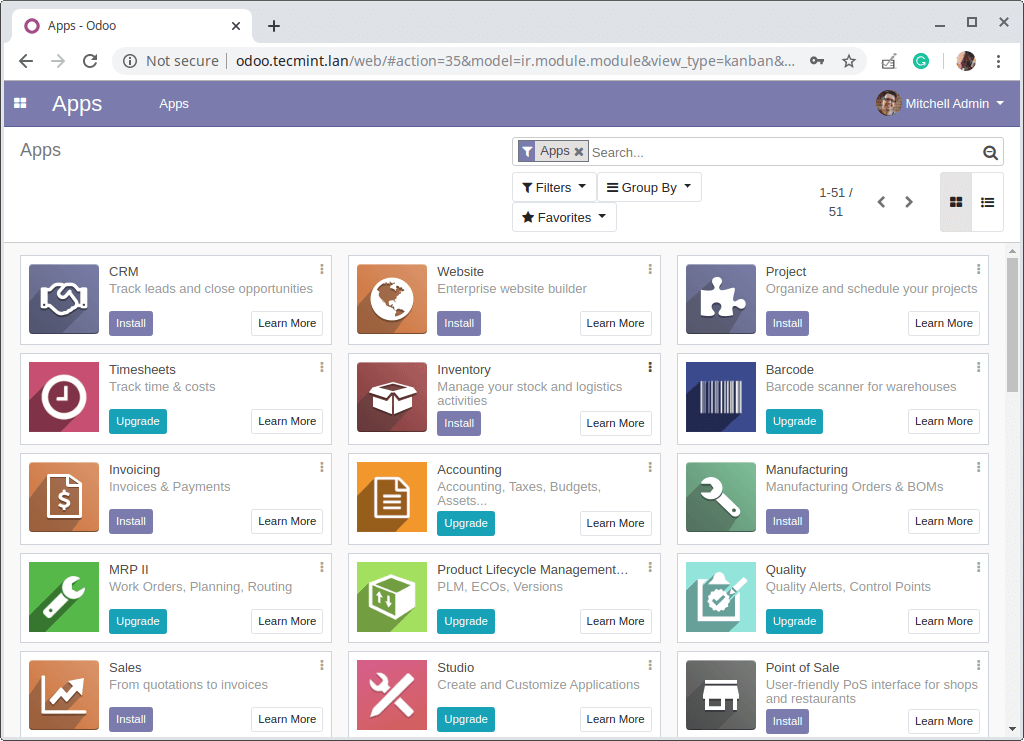 Apps - Odoo
Not secure | odoo.tecmint.lan/web/#action=35&model=ir.module.module&view_type=kanban&...
Apps
Apps
Mitchell Admin
Apps
Apps
Search...
Filters
Group By
Favorites
1-51 /
51
CRM
Track leads and close opportunities
Install
Learn More
Website
Enterprise website builder
Install
Learn More
Project
Organize and schedule your projects
Install
Learn More
Timesheets
Track time & costs
Upgrade
Learn More
Inventory
Manage your stock and logistics
activities
Install
Learn More
Barcode
Barcode scanner for warehouses
Upgrade
Learn More
Invoicing
Invoices & Payments
Install
Learn More
Accounting
Accounting, Taxes, Budgets,
Assets...
Upgrade
Learn More
Manufacturing
Manufacturing Orders & BOMs
Install
Learn More
MRP II
Work Orders, Planning, Routing
Upgrade
Learn More
Product Lifecycle Management...
PLM, ECOs, Versions
Upgrade
Learn More
Quality
Quality Alerts, Control Points
Upgrade
Learn More
Sales
From quotations to invoices
Install
Learn More
Studio
Create and Customize Applications
Upgrade
Learn More
Point of Sale
User-friendly PoS interface for shops
and restaurants
Install
Learn More